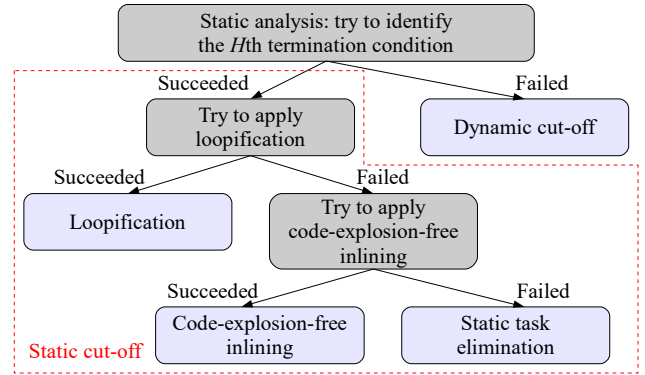 Static analysis: try to identify
the Hth termination condition
Succeeded
Failed
Try to apply
loopification
Dynamic cut-off
Succeeded
Failed
Loopification
Try to apply
code-explosion-free
inlining
Succeeded
Failed
Code-explosion-free
inlining
Static task
elimination
Static cut-off